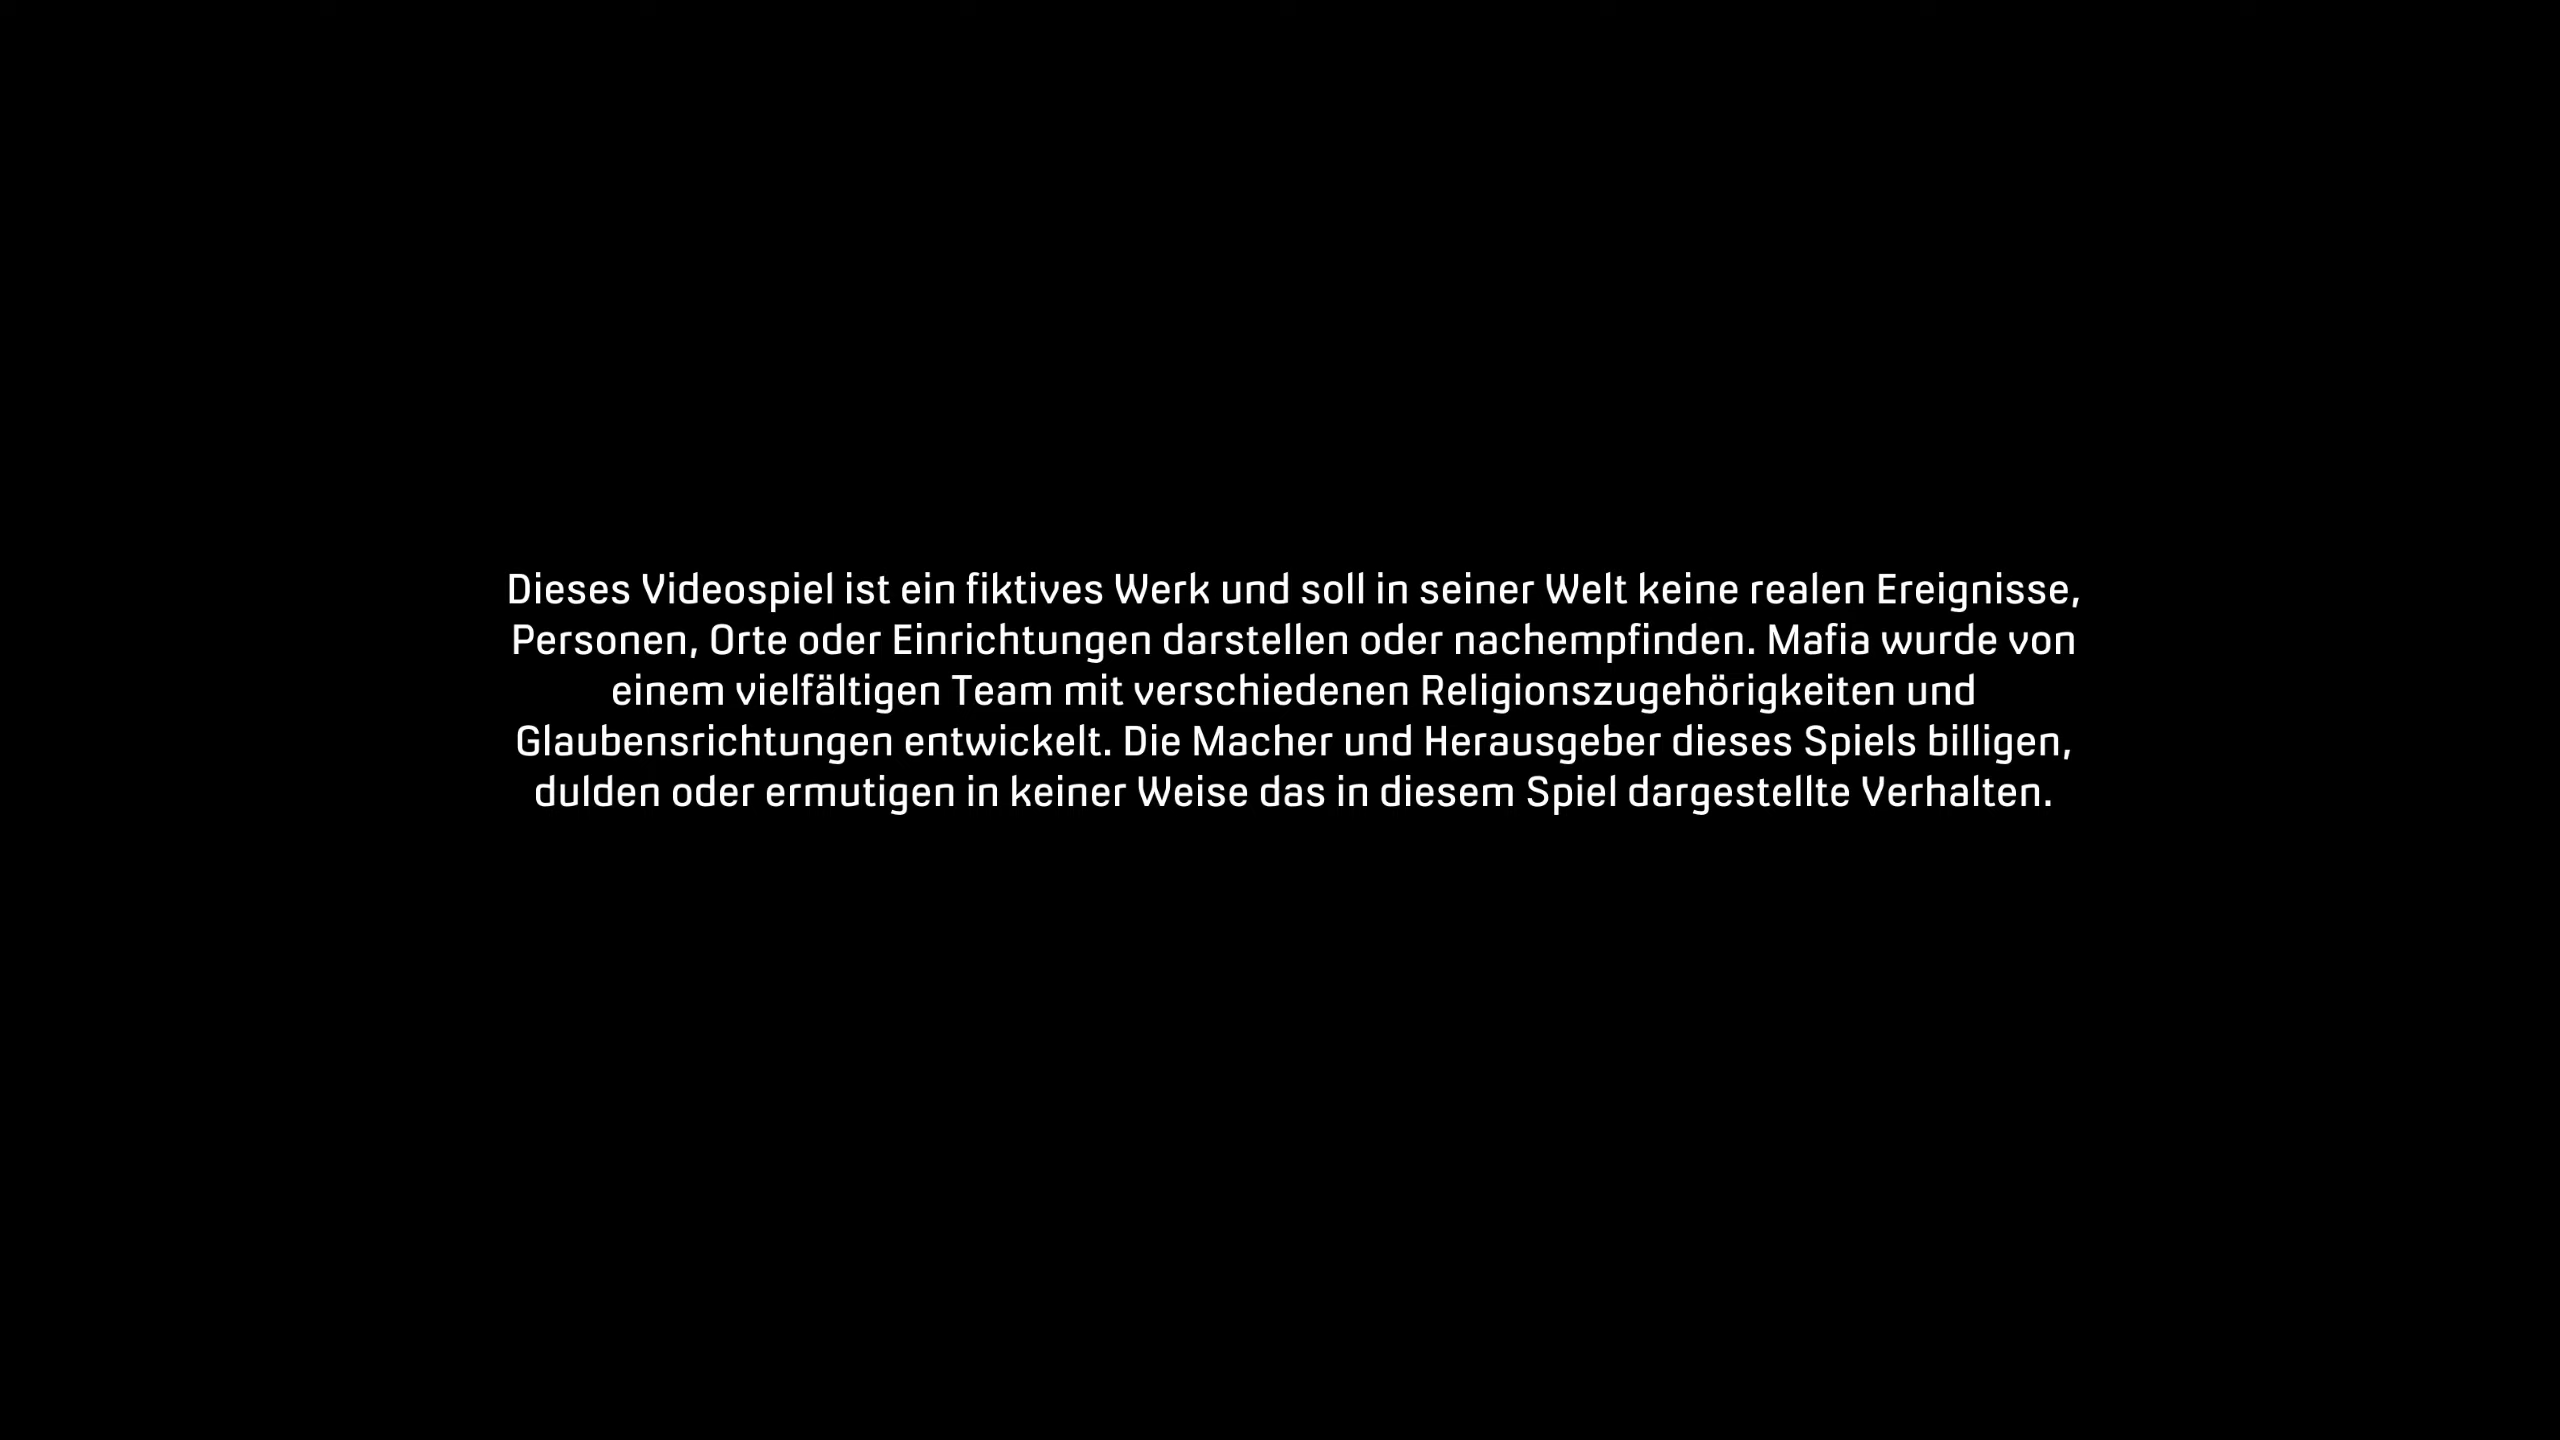 Dieses Videospiel ist ein fiktives Werk und soll in seiner Welt keine realen Ereignisse,
Personen, Orte oder Einrichtungen darstellen oder nachempfinden. Mafia wurde von
einem vielfältigen Team mit verschiedenen Religionszugehörigkeiten und
Glaubensrichtungen entwickelt. Die Macher und Herausgeber dieses Spiels billigen,
dulden oder ermutigen in keiner Weise das in diesem Spiel dargestellte Verhalten.